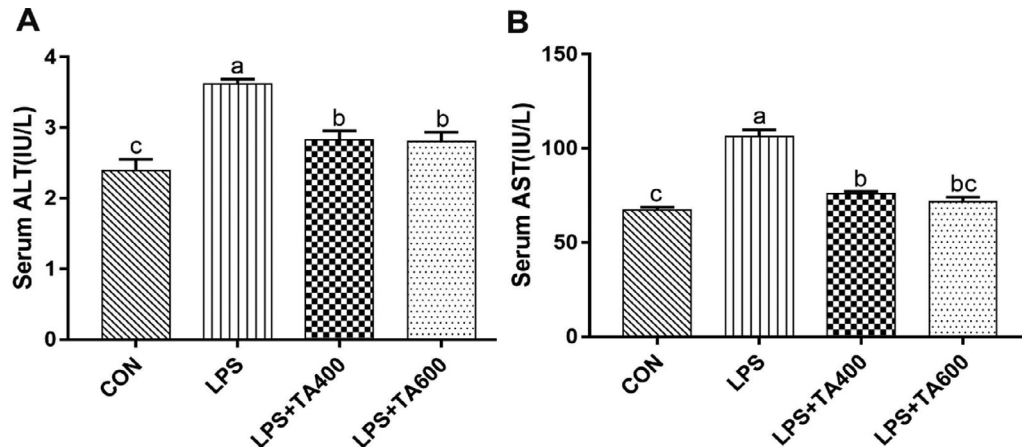 A
Serum ALT(IU/L)
4
3
2
1
0
c
a
b
b
CON
LPS
LPS+TA400
LPS+TA600
B
Serum AST(IU/L)
150
100
50
0
c
a
b
bc
CON
LPS
LPS+TA400
LPS+TA600